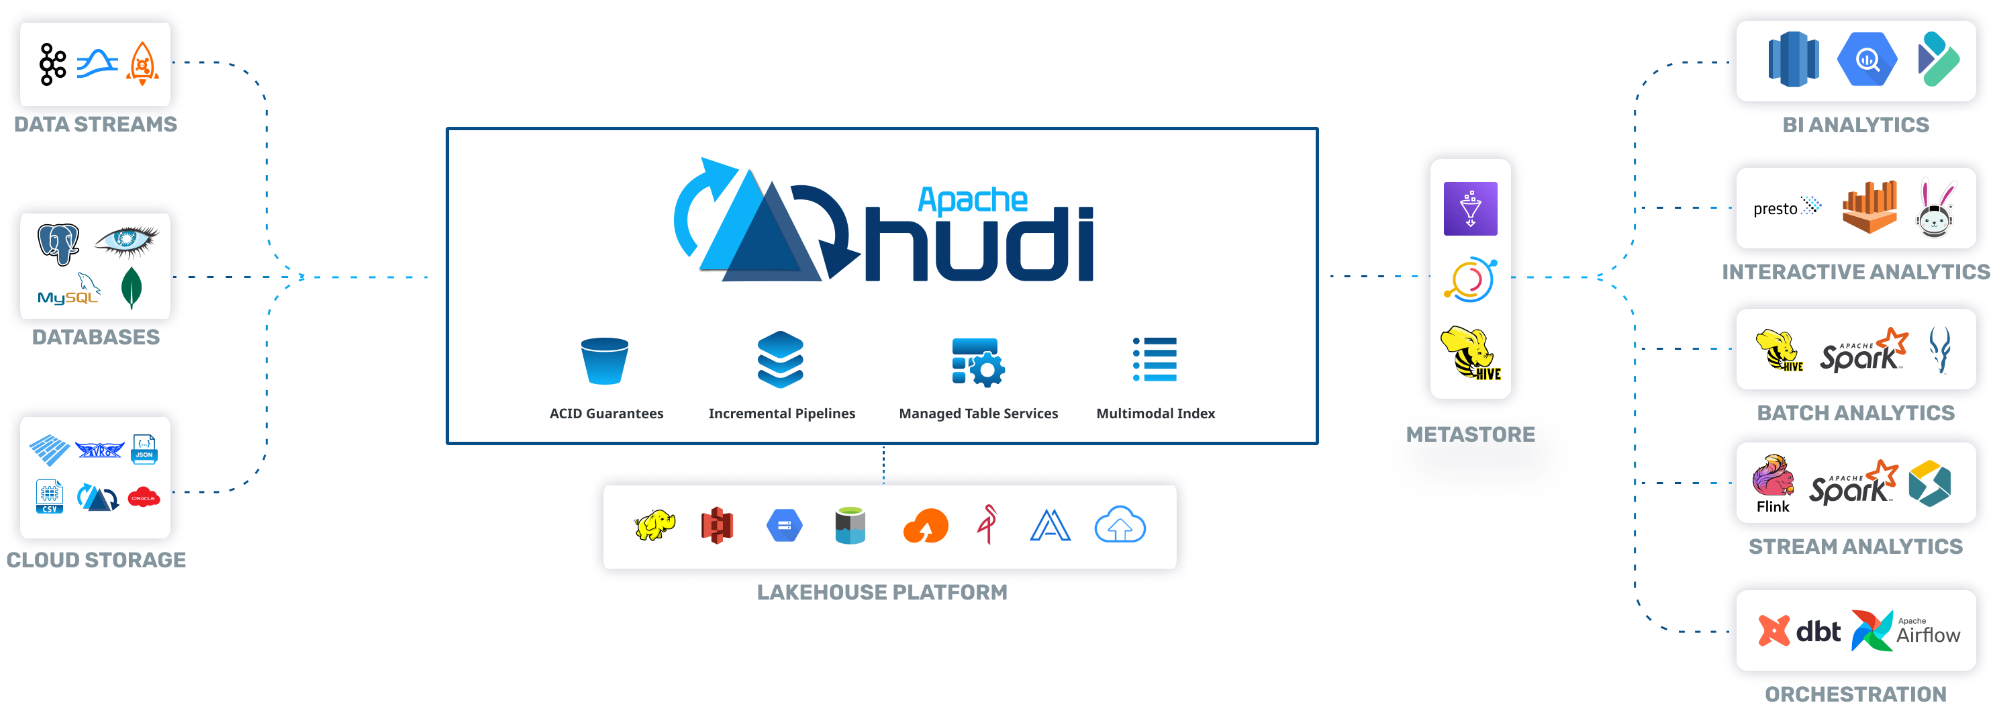 DATA STREAMS
MySQL
DATABASES
AVRO
{...}
JSON
CSV
ORACLE
CLOUD STORAGE
Apache
hudi
ACID Guarantees
Incremental Pipelines
Managed Table Services
Multimodal Index
LAKEHOUSE PLATFORM
HIVE
METASTORE
BI ANALYTICS
presto
INTERACTIVE ANALYTICS
HIVE
APACHE
Spark
BATCH ANALYTICS
Flink
APACHE
Spark
STREAM ANALYTICS
dbt
Apache
Airflow
ORCHESTRATION